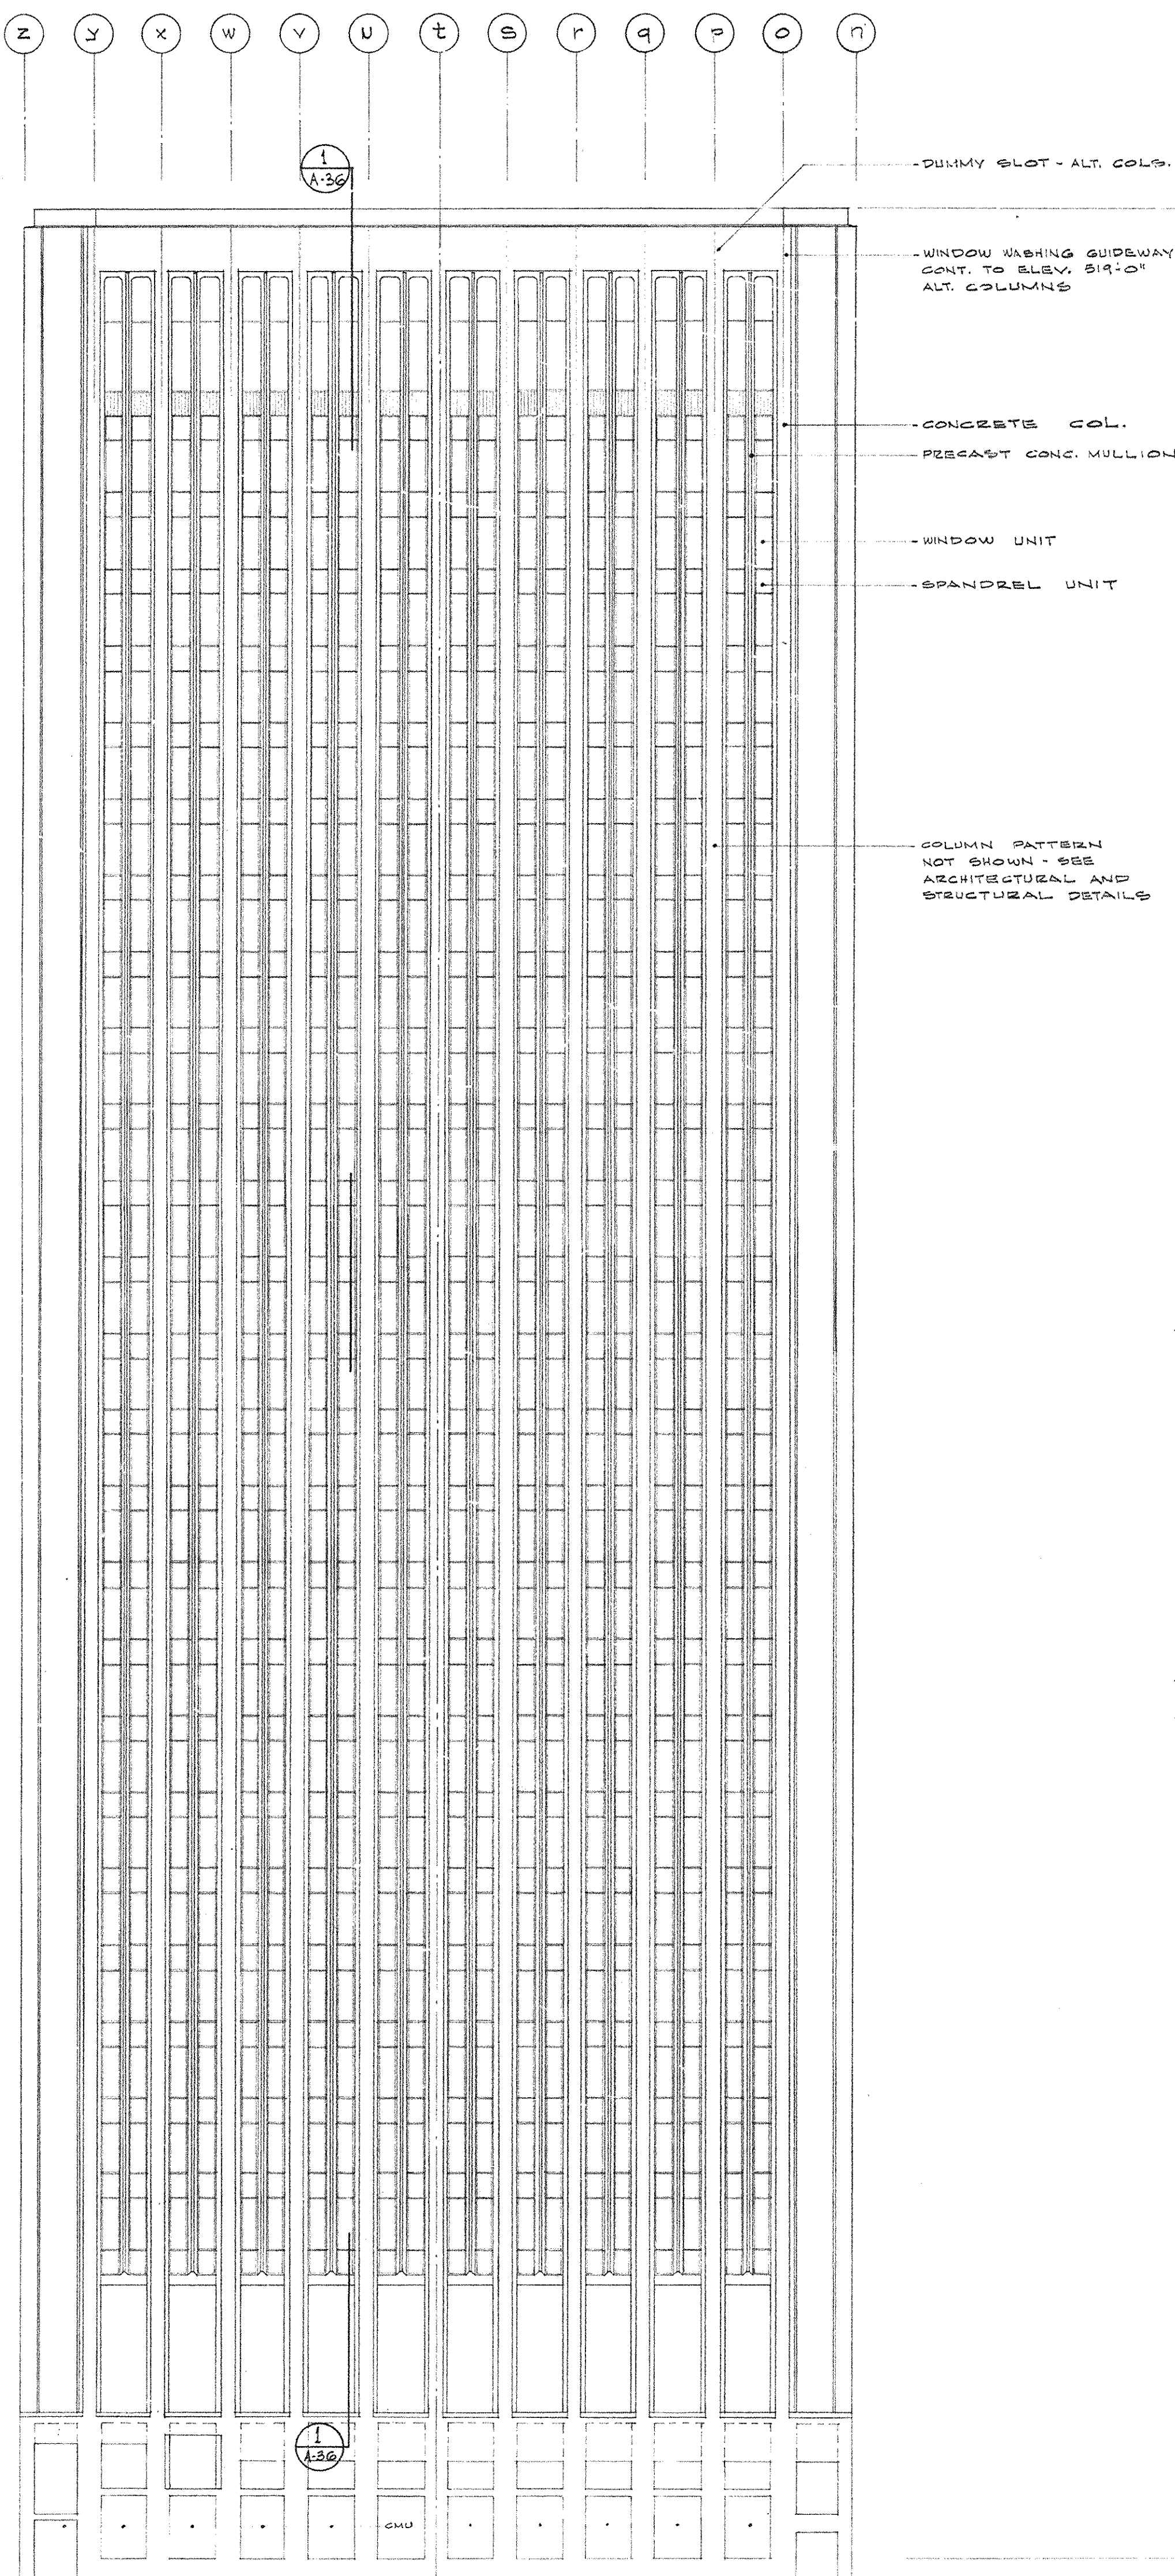 z y x w v u t s r q p o n
1
A-36
DUMMY SLOT - ALT. COLS.
WINDOW WASHING GUIDEWAY
CONT. TO ELEV. 519'-0"
ALT. COLUMNS
CONCRETE COL.
PRECAST CONC. MULLION
WINDOW UNIT
SPANDREL UNIT
COLUMN PATTERN
NOT SHOWN - SEE
ARCHITECTURAL AND
STRUCTURAL DETAILS
1
A-36
CMU